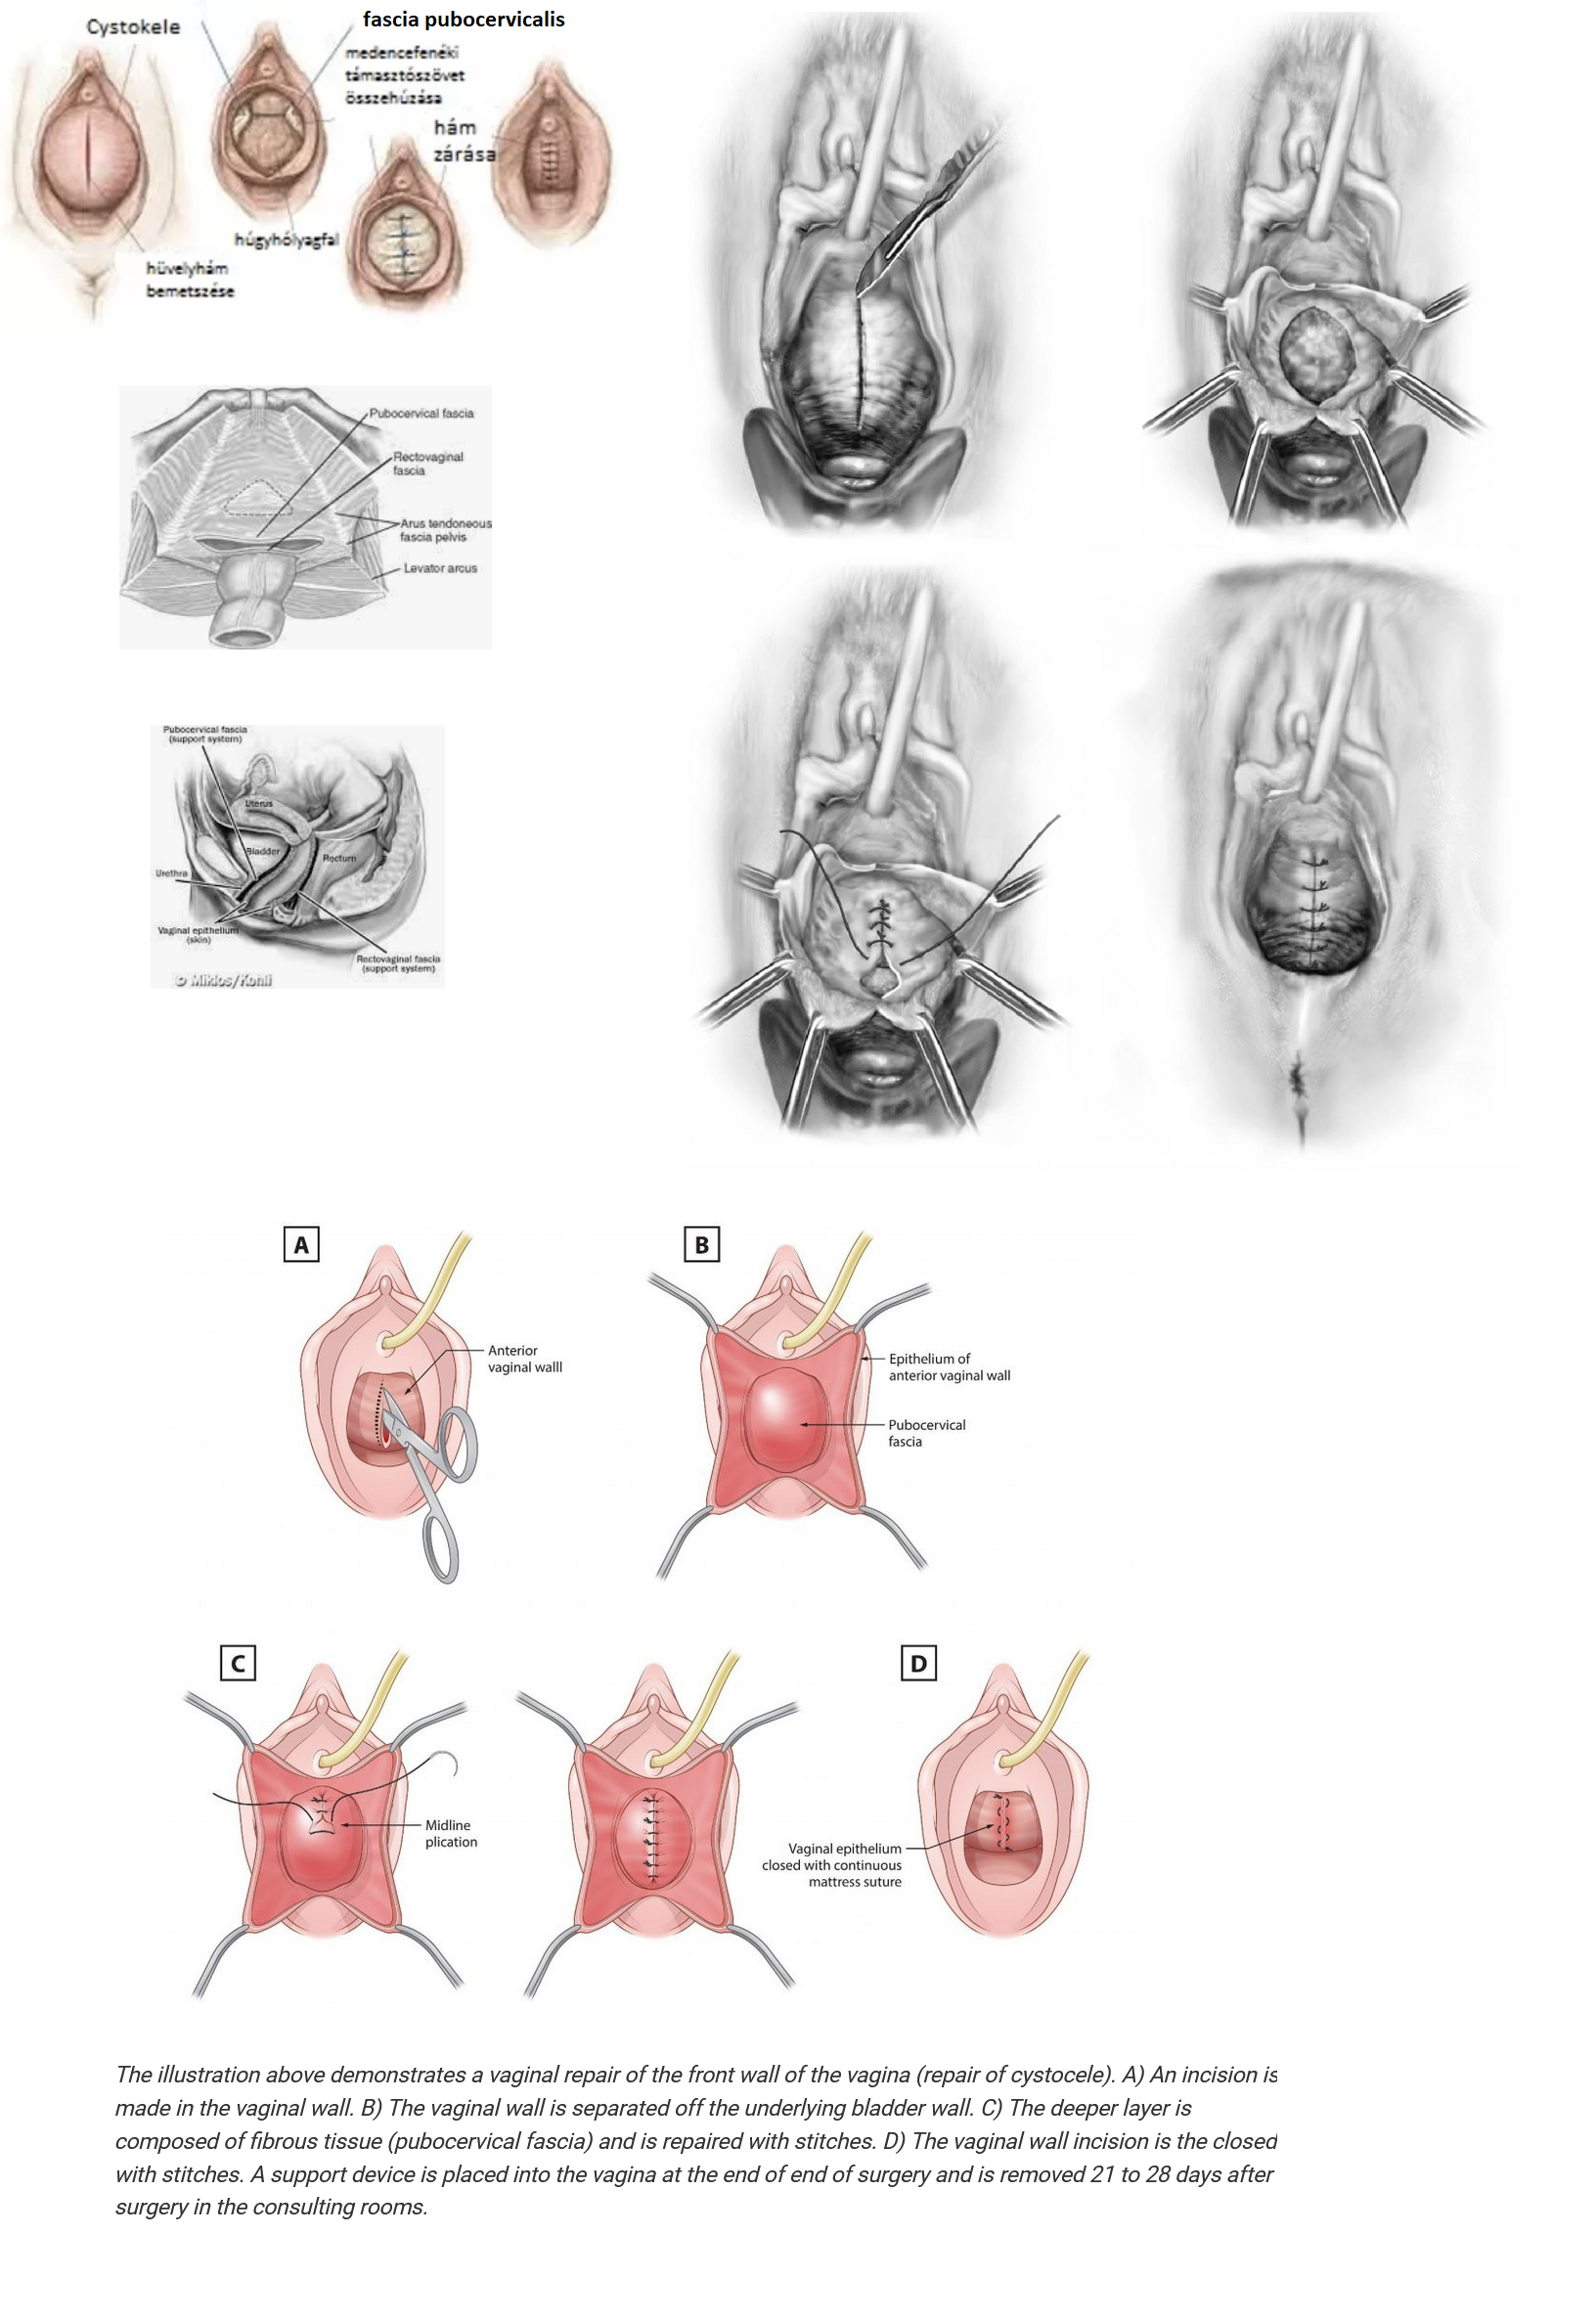 Cystokele
fascia pubocervicalis
medencefenéki
támasztószövet
összehúzása
hám
zárása
húgyhólyagfal
hüvelyhám
bemetszése
Pubocervical fascia
Rectovaginal
fascia
Arus tendoneous
fascia pelvis
Levator arcus
Pubocervical fascia
(support system)
Uterus
Bladder
Rectum
Urethra
Vaginal epithelium
(skin)
Rectovaginal fascia
(support system)
© Miklos/Kohli
A
Anterior
vaginal walll
B
Epithelium of
anterior vaginal wall
Pubocervical
fascia
C
Midline
plication
D
Vaginal epithelium
closed with continuous
mattress suture
The illustration above demonstrates a vaginal repair of the front wall of the vagina (repair of cystocele). A) An incision is
made in the vaginal wall. B) The vaginal wall is separated off the underlying bladder wall. C) The deeper layer is
composed of fibrous tissue (pubocervical fascia) and is repaired with stitches. D) The vaginal wall incision is the closed
with stitches. A support device is placed into the vagina at the end of end of surgery and is removed 21 to 28 days after
surgery in the consulting rooms.